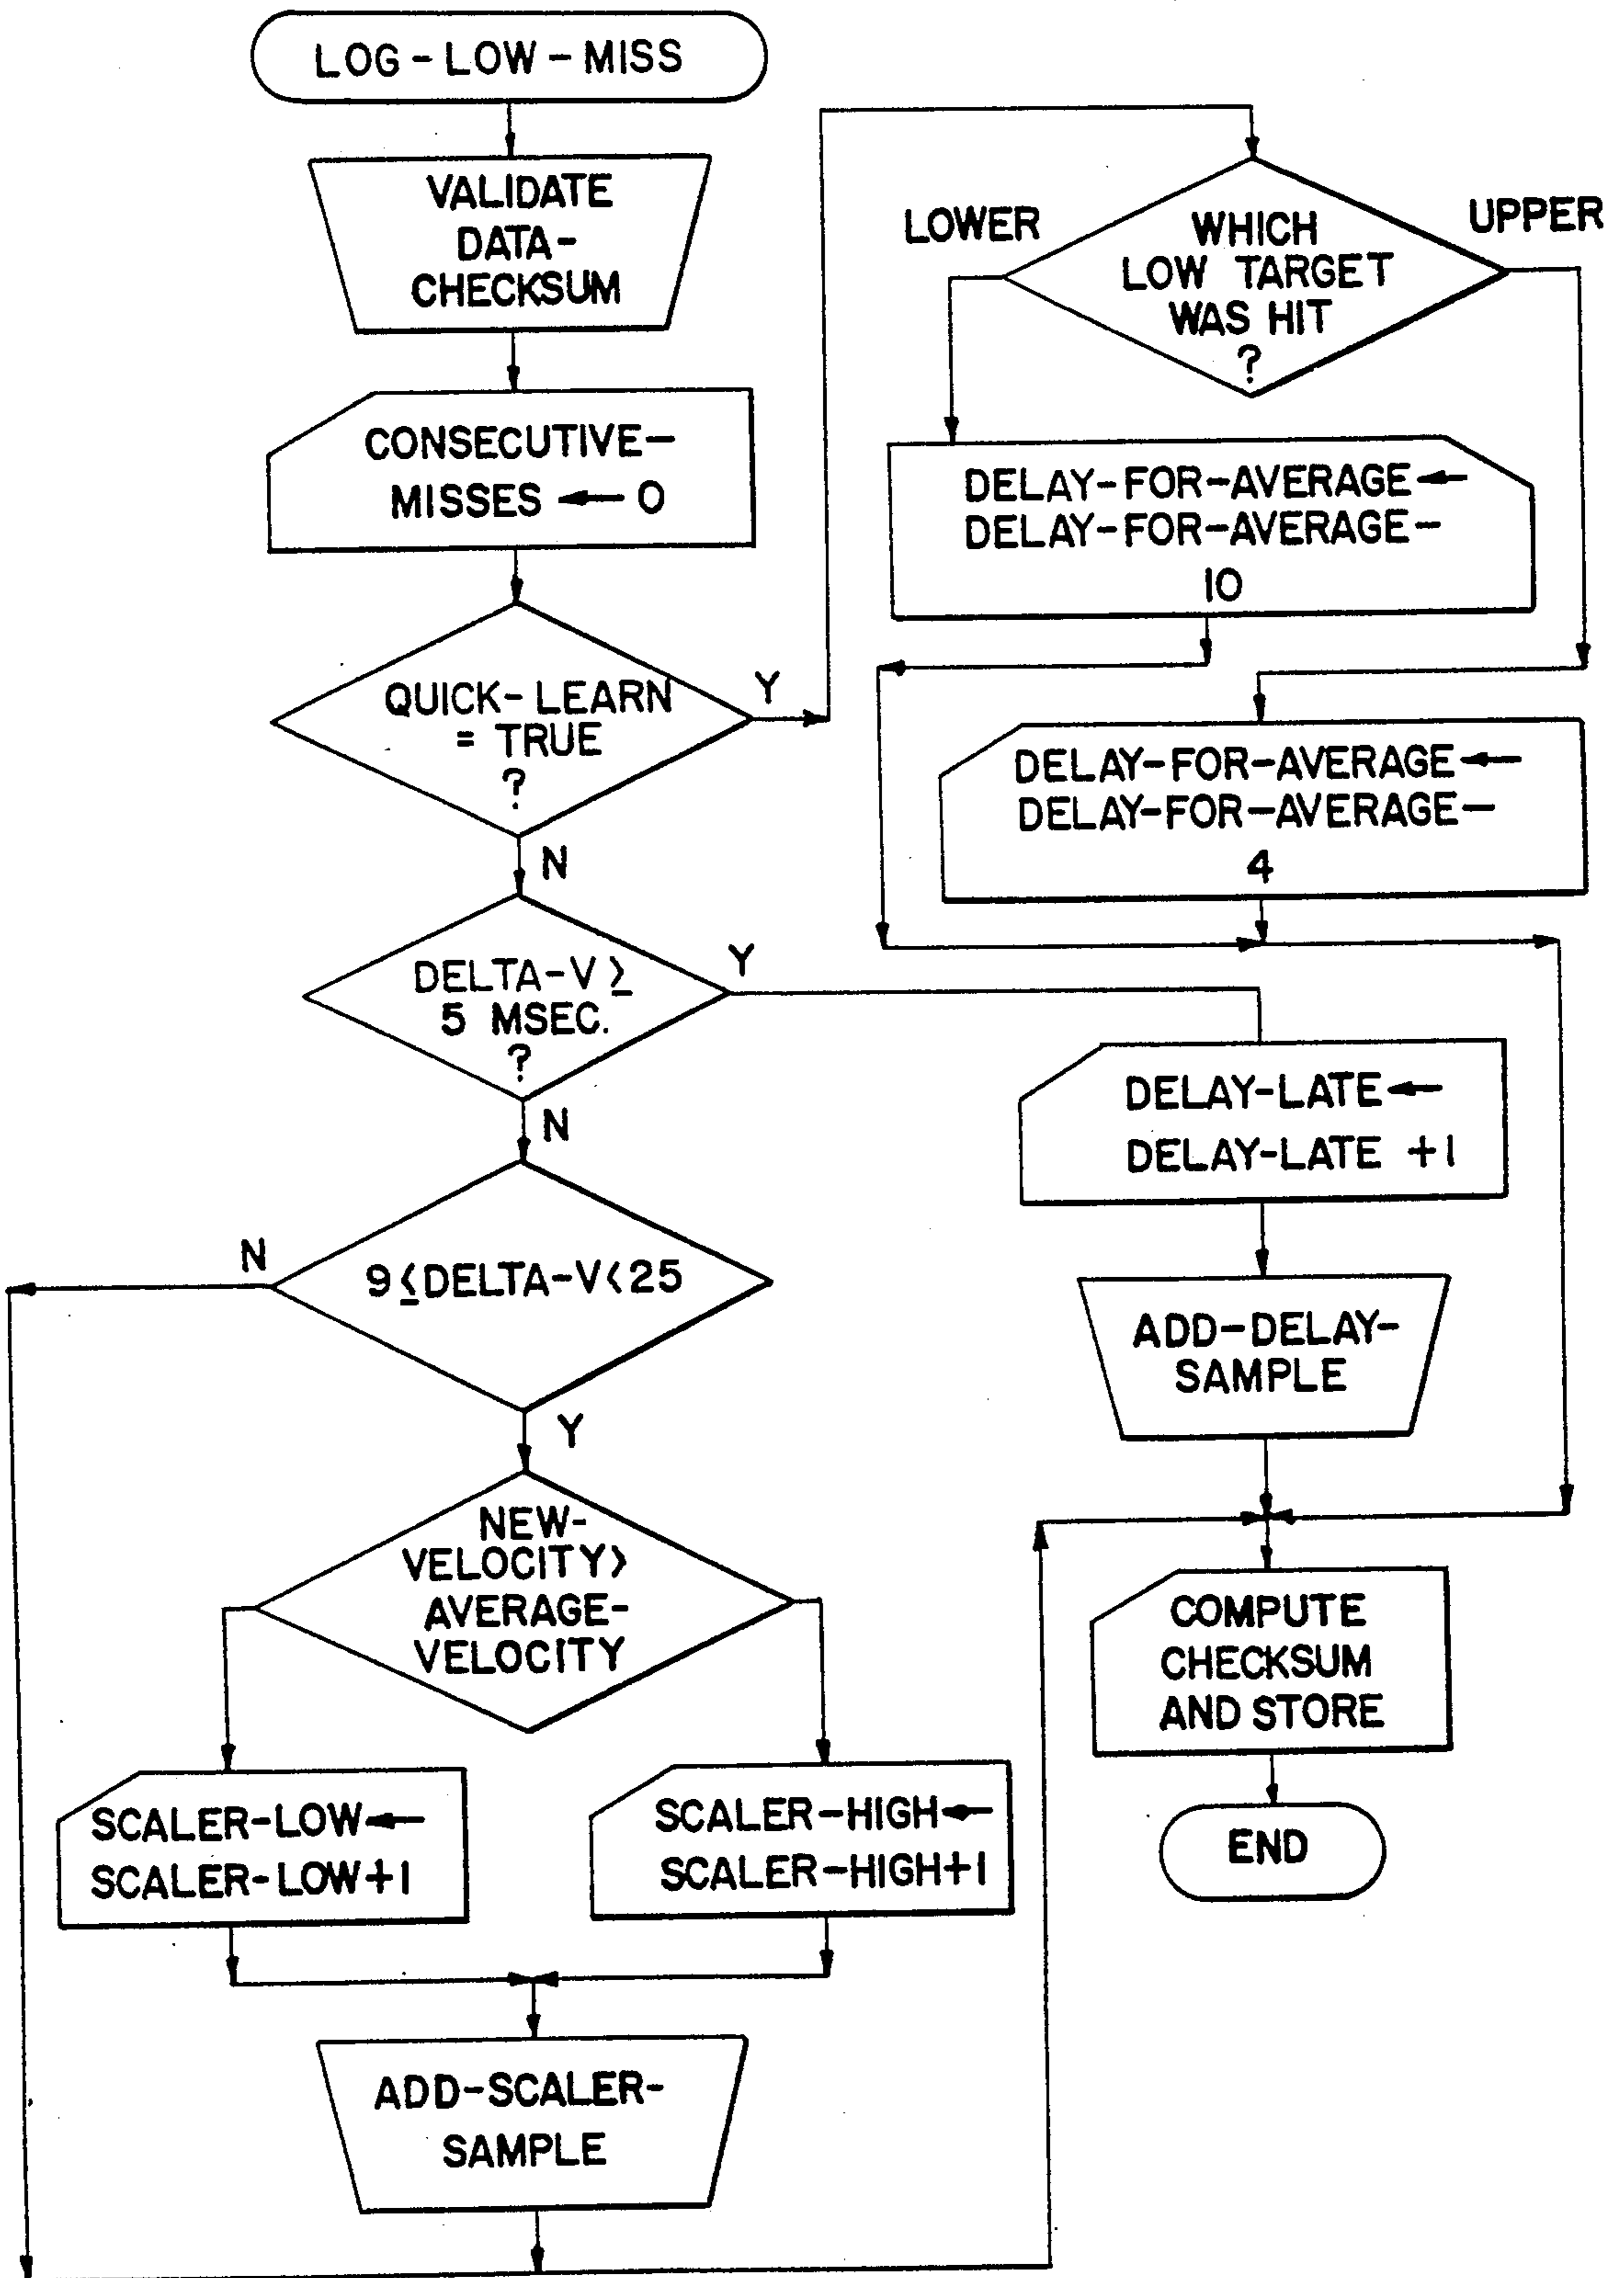 LOG-LOW-MISS
VALIDATE
DATA-
CHECKSUM
CONSECUTIVE-
MISSES ← 0
QUICK-LEARN
= TRUE
?
Y
N
DELTA-V ≥
5 MSEC.
?
Y
N
9 ≤ DELTA-V < 25
N
Y
NEW-
VELOCITY >
AVERAGE-
VELOCITY
SCALER-LOW ←
SCALER-LOW+1
SCALER-HIGH ←
SCALER-HIGH+1
ADD-SCALER-
SAMPLE
LOWER
UPPER
WHICH
LOW TARGET
WAS HIT
?
DELAY-FOR-AVERAGE ←
DELAY-FOR-AVERAGE-
10
DELAY-FOR-AVERAGE ←
DELAY-FOR-AVERAGE-
4
DELAY-LATE ←
DELAY-LATE +1
ADD-DELAY-
SAMPLE
COMPUTE
CHECKSUM
AND STORE
END